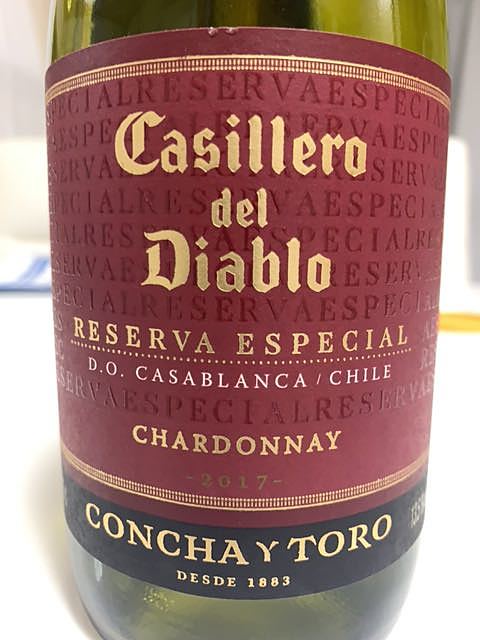 Casillero
del
Diablo
RESERVA ESPECIAL
D.O. CASABLANCA / CHILE
CHARDONNAY
-2017-
CONCHA Y TORO
DESDE 1883